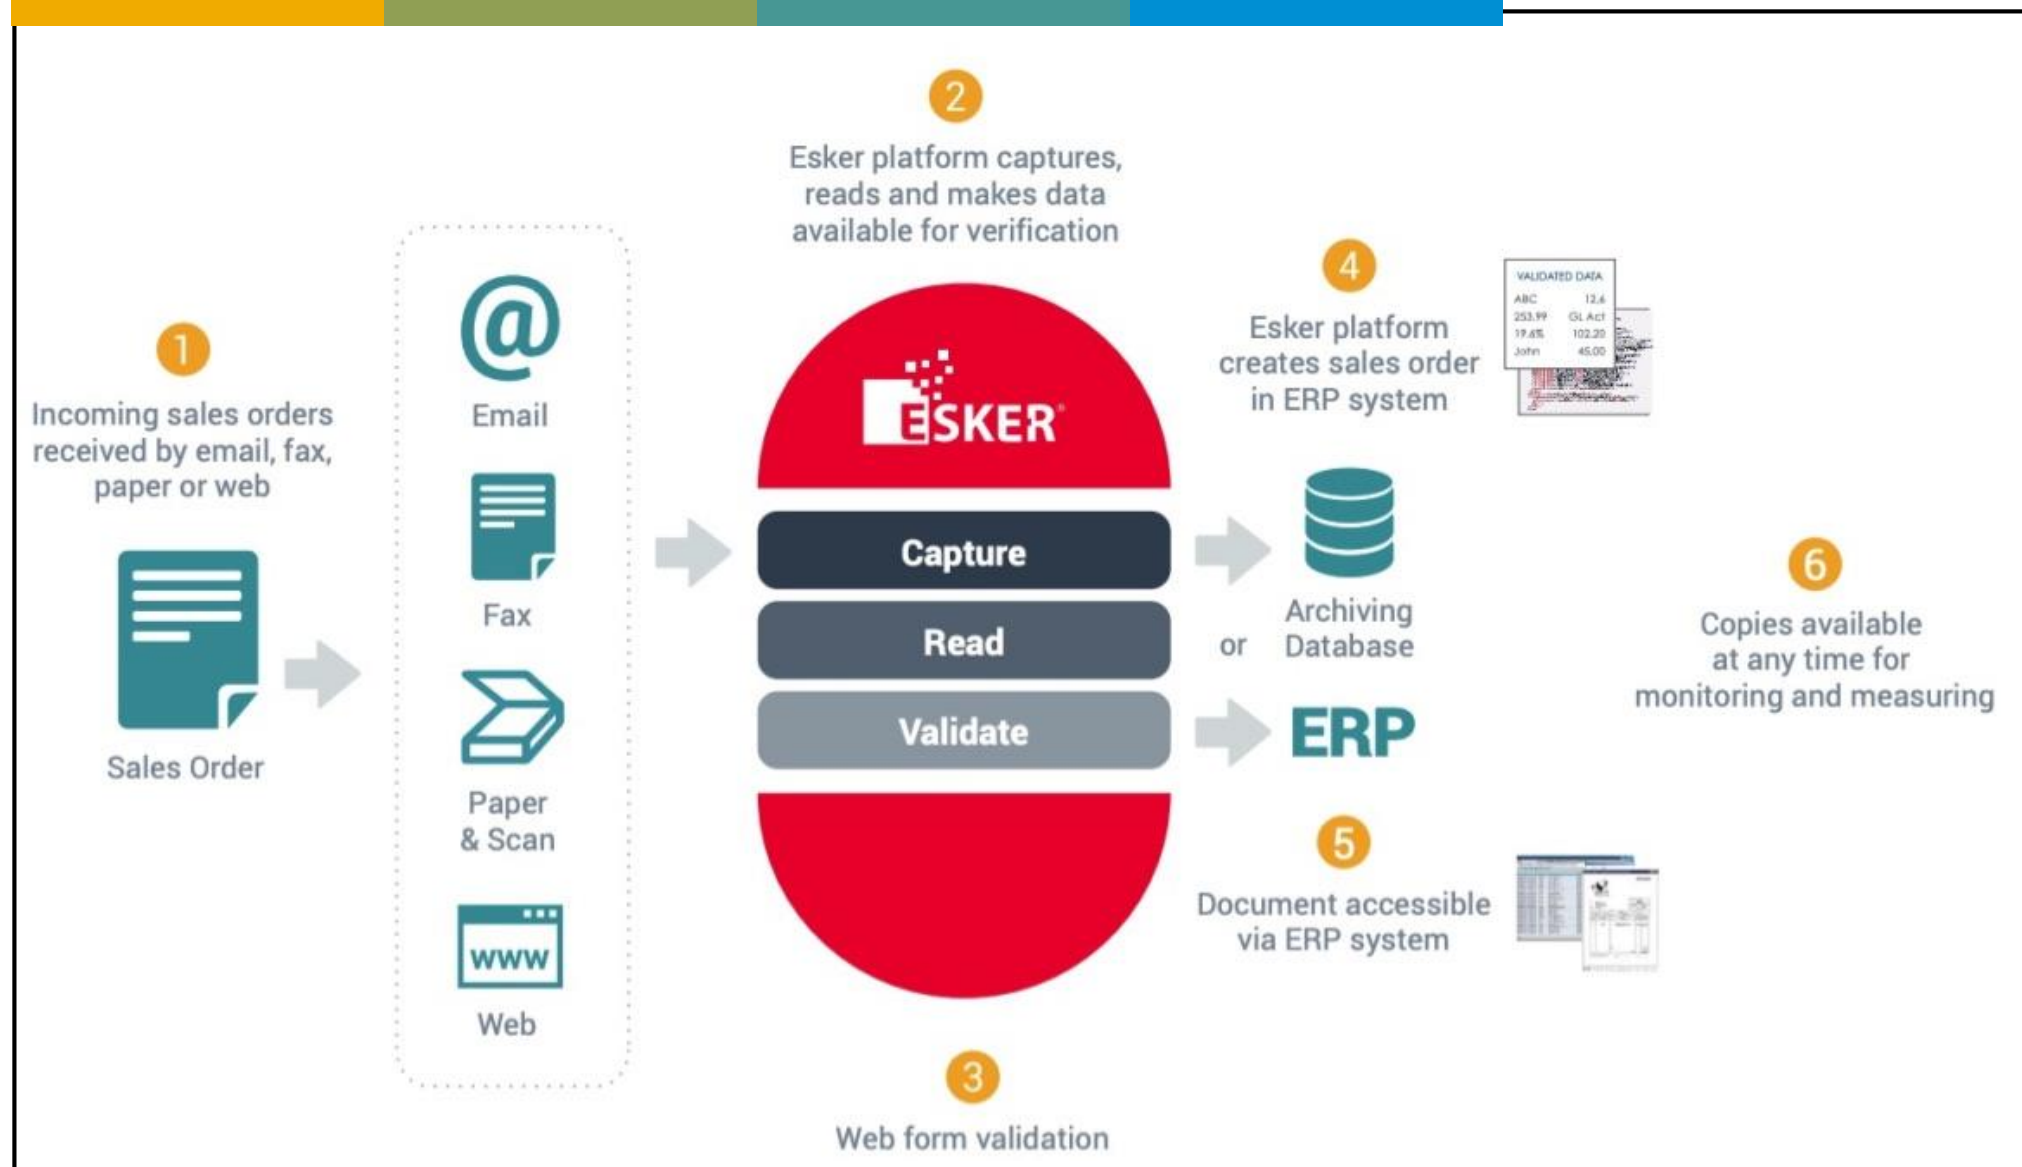 1
Incoming sales orders
received by email, fax,
paper or web
Sales Order
@
Email
Fax
Paper
& Scan
www
Web
2
Esker platform captures,
reads and makes data
available for verification
ESKER
Capture
Read
Validate
3
Web form validation
4
Esker platform
creates sales order
in ERP system
VALIDATED DATA
ABC 12.6
253.99 GL Act
19.6% 102.20
John 45.00
Archiving
or Database
ERP
5
Document accessible
via ERP system
6
Copies available
at any time for
monitoring and measuring